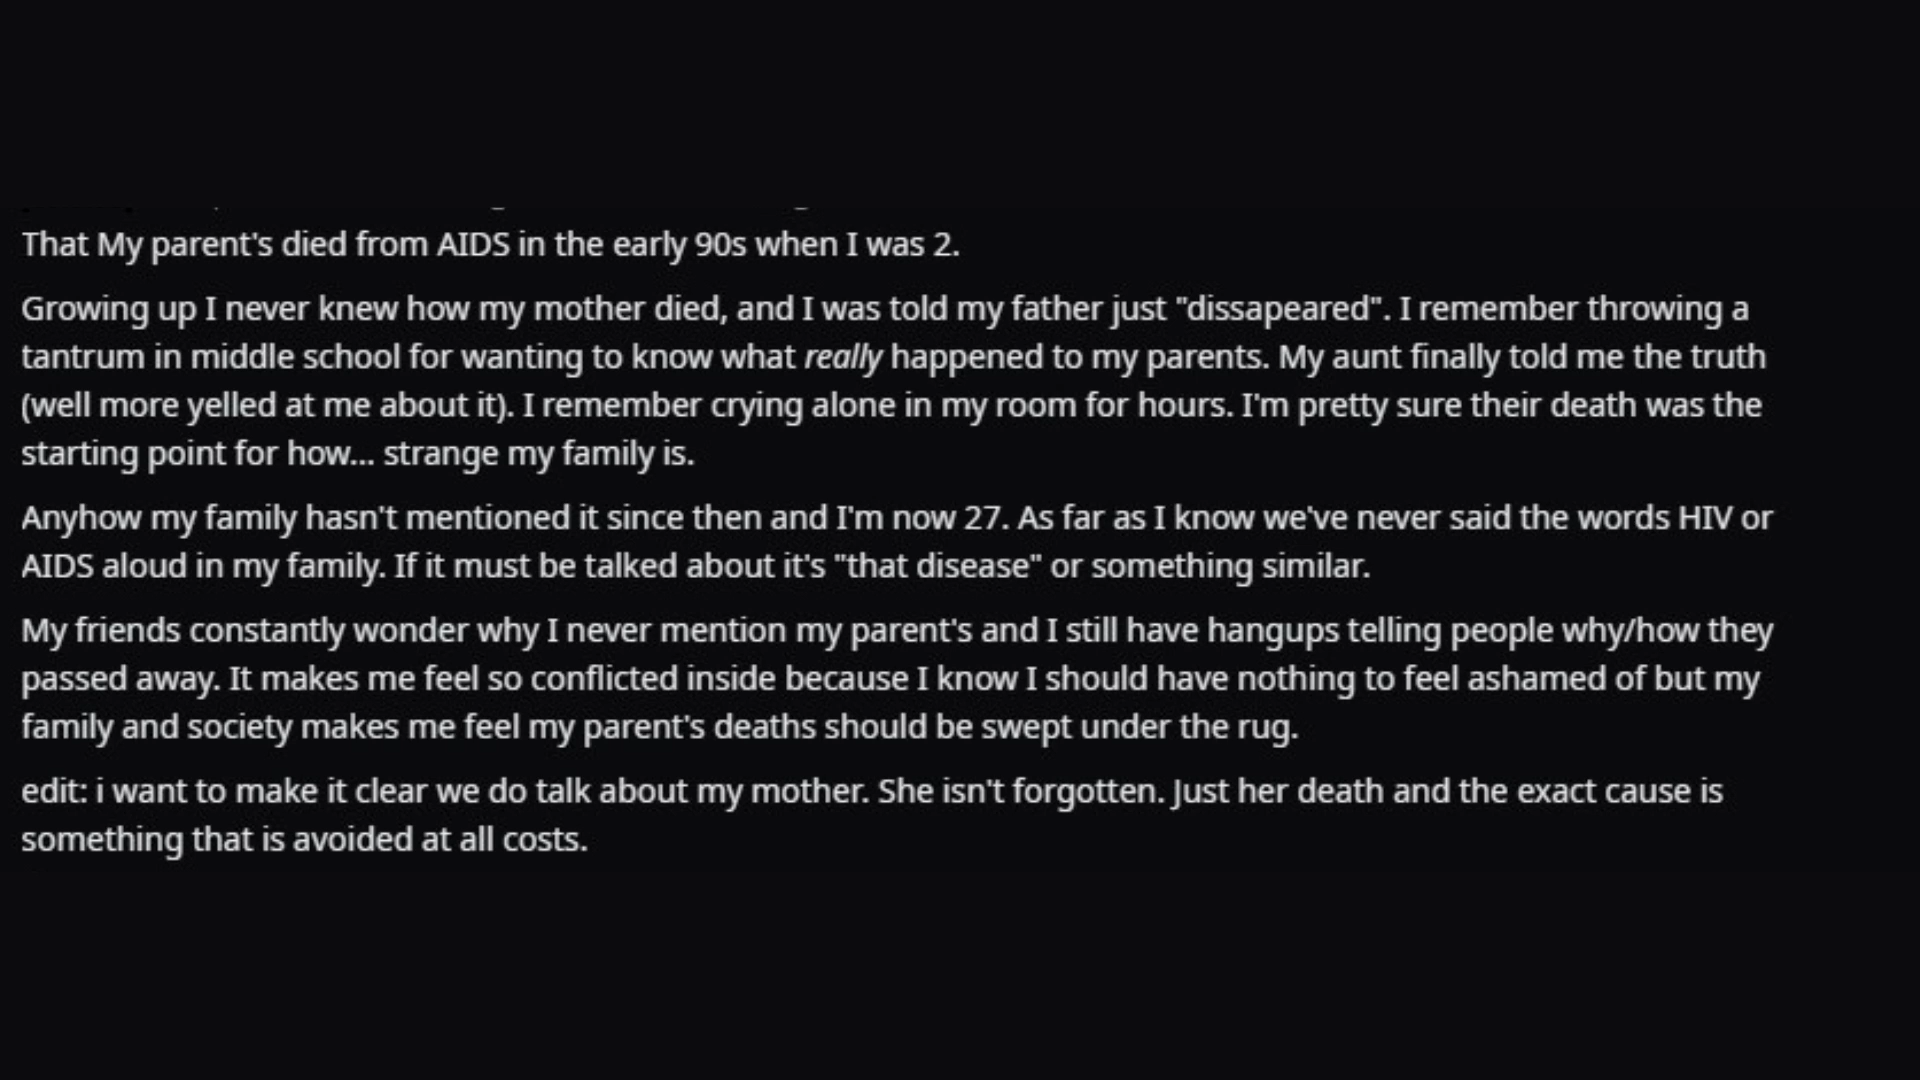 That My parent's died from AIDS in the early 90s when I was 2.
Growing up I never knew how my mother died, and I was told my father just "dissapeared". I remember throwing a
tantrum in middle school for wanting to know what really happened to my parents. My aunt finally told me the truth
(well more yelled at me about it). I remember crying alone in my room for hours. I'm pretty sure their death was the
starting point for how... strange my family is.
Anyhow my family hasn't mentioned it since then and I'm now 27. As far as I know we've never said the words HIV or
AIDS aloud in my family. If it must be talked about it's "that disease" or something similar.
My friends constantly wonder why I never mention my parent's and I still have hangups telling people why/how they
passed away. It makes me feel so conflicted inside because I know I should have nothing to feel ashamed of but my
family and society makes me feel my parent's deaths should be swept under the rug.
edit: i want to make it clear we do talk about my mother. She isn't forgotten. Just her death and the exact cause is
something that is avoided at all costs.